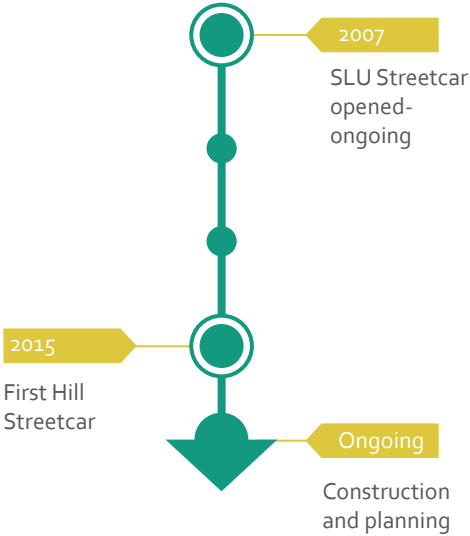 2007
SLU Streetcar
opened-
ongoing
2015
First Hill
Streetcar
Ongoing
Construction
and planning